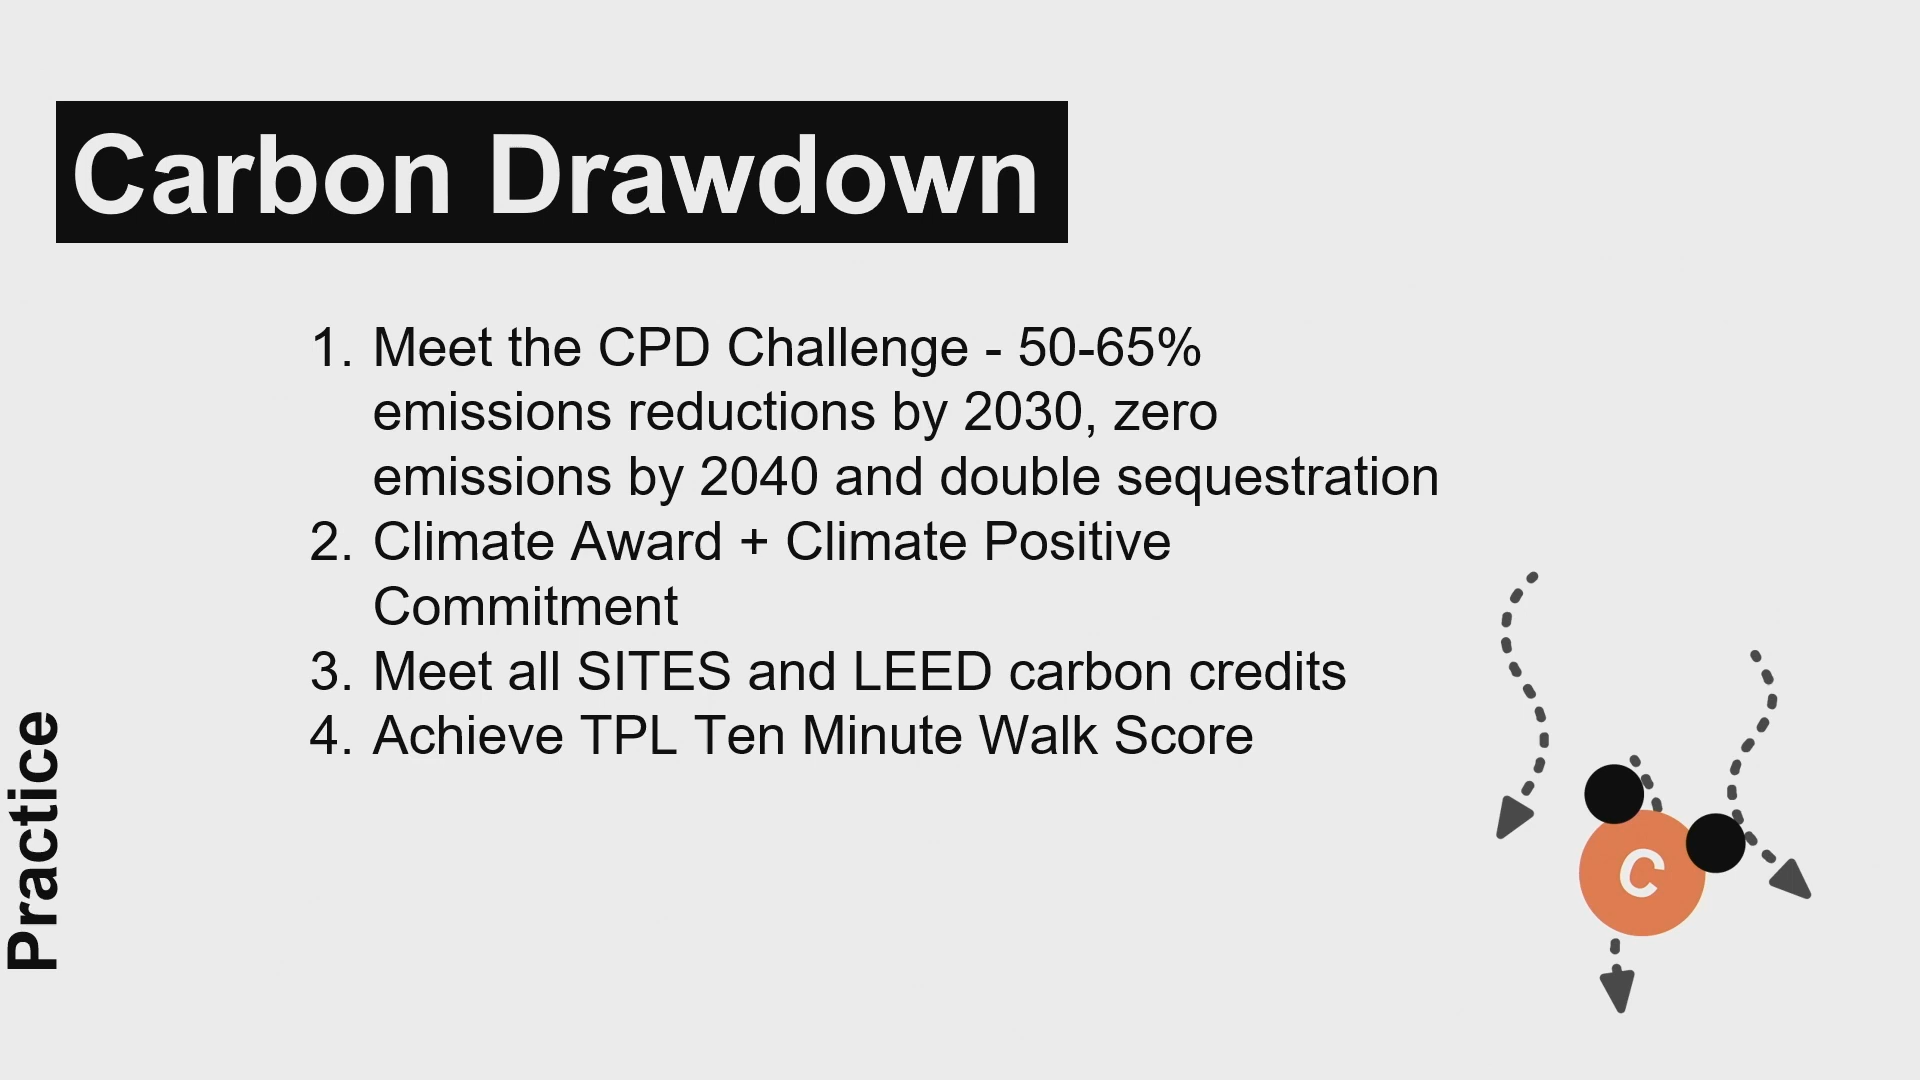 Carbon Drawdown
1. Meet the CPD Challenge - 50-65%
emissions reductions by 2030, zero
emissions by 2040 and double sequestration
2. Climate Award + Climate Positive
Commitment
3. Meet all SITES and LEED carbon credits
4. Achieve TPL Ten Minute Walk Score
Practice
C